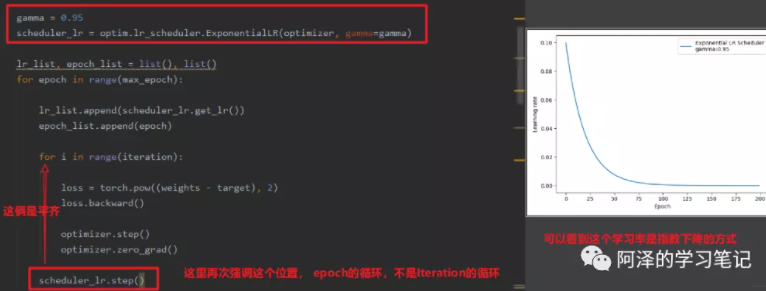 gamma = 0.95
scheduler_lr = optim.lr_scheduler.ExponentialLR(optimizer, gamma=gamma)
lr_list, epoch_list = list(), list()
for epoch in range(max_epoch):
lr_list.append(scheduler_lr.get_lr())
epoch_list.append(epoch)
for i in range(iteration):
loss = torch.pow((weights - target), 2)
loss.backward()
这俩是平齐
optimizer.step()
optimizer.zero_grad()
scheduler_lr.step()
这里再次强调这个位置， epoch的循环，不是Iteration的循环
Exponential LR Scheduler
gamma:0.95
0.10
0.08
0.06
0.04
0.02
0.00
Learning rate
0 25 50 75 100 125 150 175 200
Epoch
可以看到这个学习率是指数下降的方式
阿泽的学习笔记